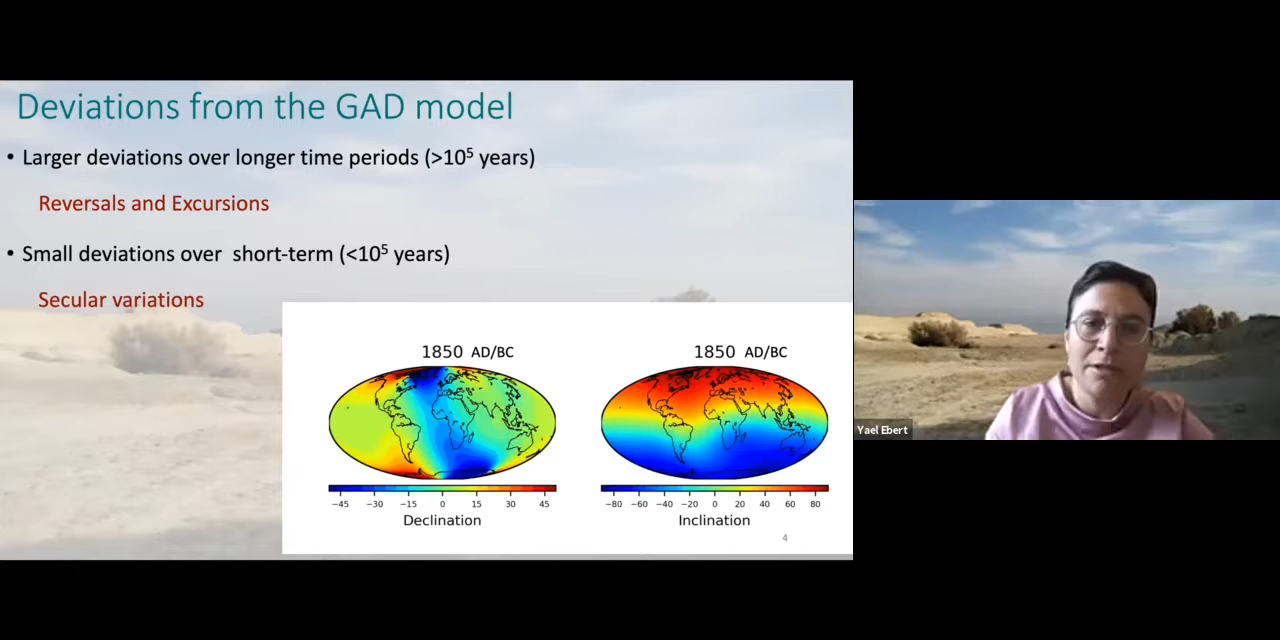 Deviations from the GAD model
• Larger deviations over longer time periods (>10⁵ years)
Reversals and Excursions
• Small deviations over short-term (<10⁵ years)
Secular variations
1850 AD/BC
1850 AD/BC
−45 −30 −15 0 15 30 45
−80 −60 −40 −20 0 20 40 60 80
Declination
Inclination
4
Yael Ebert